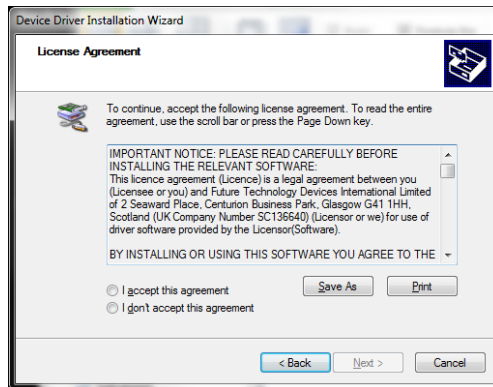 Device Driver Installation Wizard
License Agreement
To continue, accept the following license agreement. To read the entire
agreement, use the scroll bar or press the Page Down key.
IMPORTANT NOTICE: PLEASE READ CAREFULLY BEFORE
INSTALLING THE RELEVANT SOFTWARE:
This licence agreement (Licence) is a legal agreement between you
(Licensee or you) and Future Technology Devices International Limited
of 2 Seaward Place, Centurion Business Park, Glasgow G41 1HH,
Scotland (UK Company Number SC136640) (Licensor or we) for use of
driver software provided by the Licensor(Software).
BY INSTALLING OR USING THIS SOFTWARE YOU AGREE TO THE
I accept this agreement
Save As
Print
I don't accept this agreement
< Back
Next >
Cancel